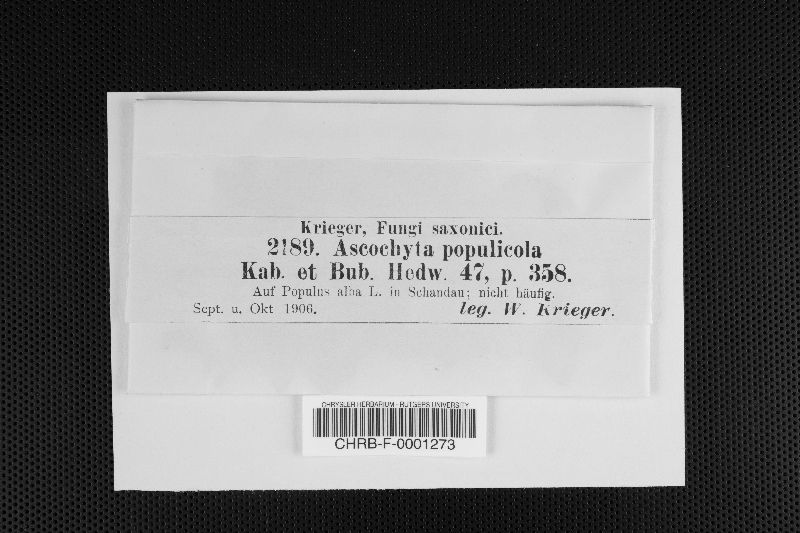 Krieger, Fungi saxonici.
2189. Ascochyta populicola
Kab. et Bub. Hedw. 47, p. 358.
Auf Populus alba L. in Schandau; nicht häufig.
Sept. u. Okt 1906. leg. W. Krieger.
CHRYSLER HERBARIUM - RUTGERS UNIVERSITY
CHRB-F-0001273